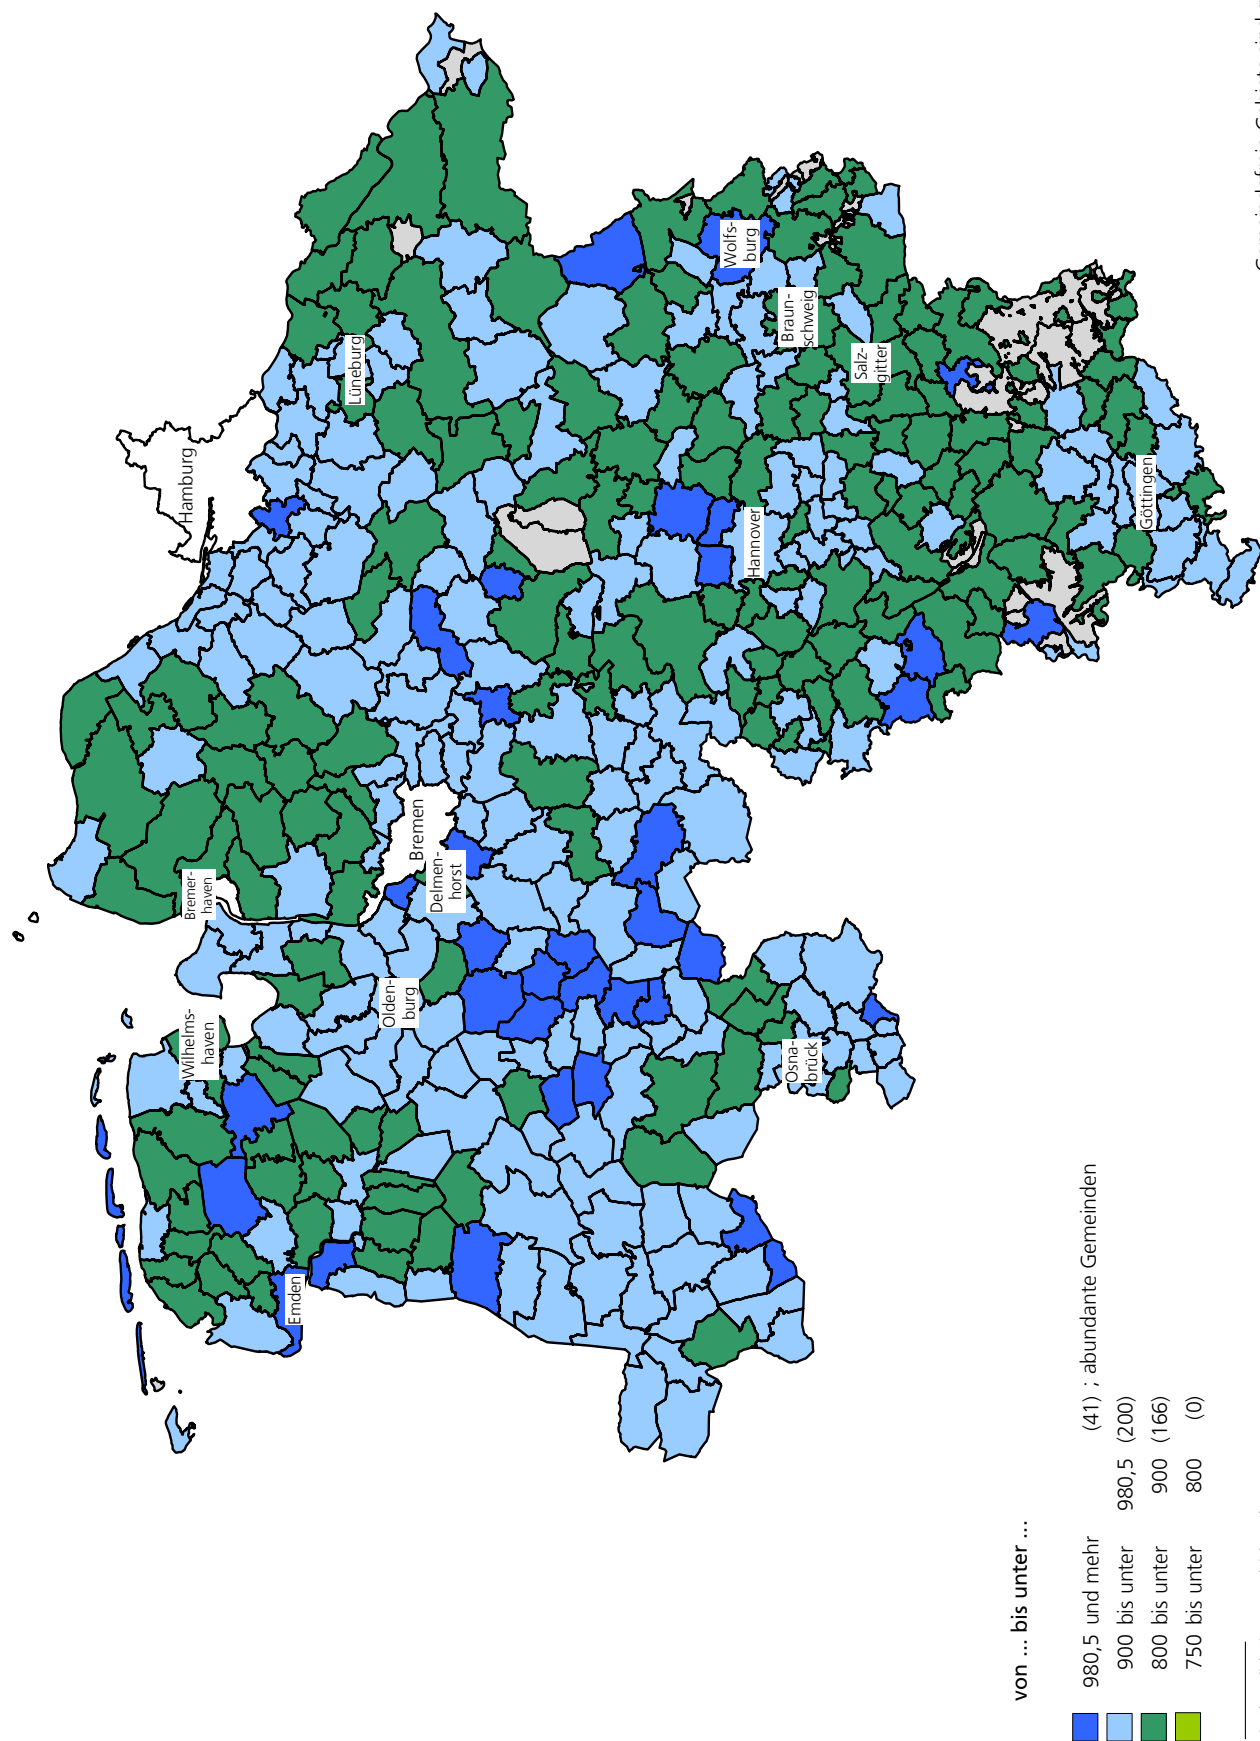 Hamburg
Bremer-
haven
Wilhelms-
haven
Emden
Lüneburg
Olden-
burg
Bremen
Delmen-
horst
Wolfs-
burg
Hannover
Braun-
schweig
Osna-
brück
Salz-
gitter
Göttingen
von ... bis unter ...
980,5 und mehr (41) ; abundante Gemeinden
900 bis unter 980,5 (200)
800 bis unter 900 (166)
750 bis unter 800 (0)